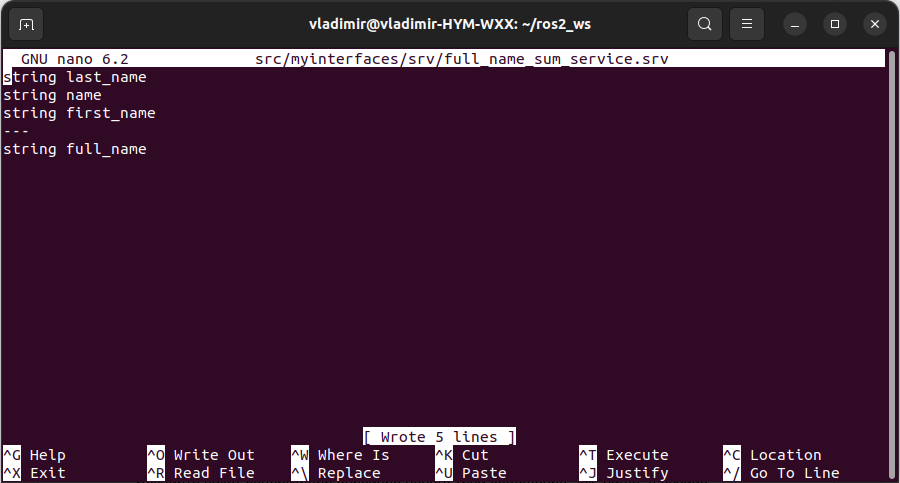 vladimir@vladimir-HYM-WXX: ~/ros2_ws
GNU nano 6.2 src/myinterfaces/srv/full_name_sum_service.srv
string last_name
string name
string first_name
---
string full_name
[ Wrote 5 lines ]
^G Help ^O Write Out ^W Where Is ^K Cut ^T Execute ^C Location
^X Exit ^R Read File ^\ Replace ^U Paste ^J Justify ^/ Go To Line